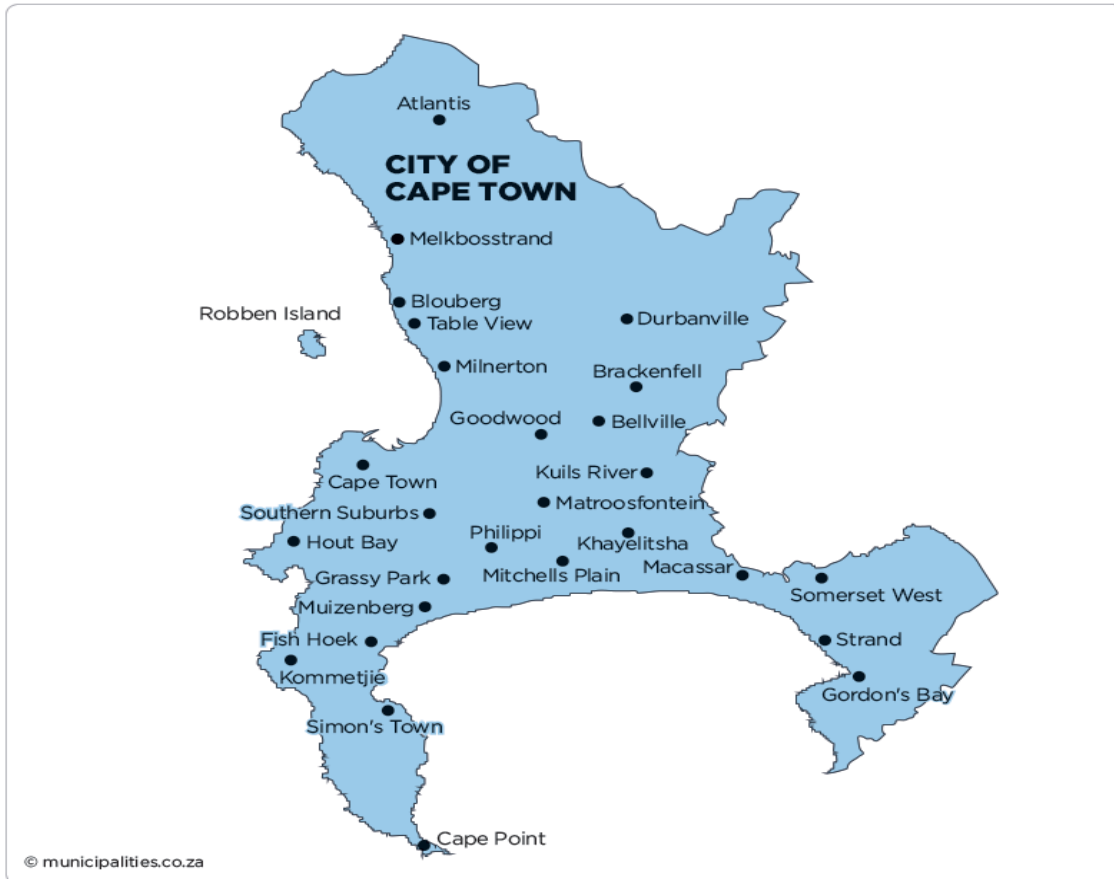 Atlantis
CITY OF
CAPE TOWN
Melkbosstrand
Blouberg
Robben Island
Table View
Durbanville
Milnerton
Brackenfell
Goodwood
Bellville
Kuils River
Cape Town
Matroosfontein
Southern Suburbs
Philippi
Hout Bay
Khayelitsha
Macassar
Mitchells Plain
Grassy Park
Somerset West
Muizenberg
Fish Hoek
Strand
Kommetjie
Gordon's Bay
Simon's Town
Cape Point
© municipalities.co.za